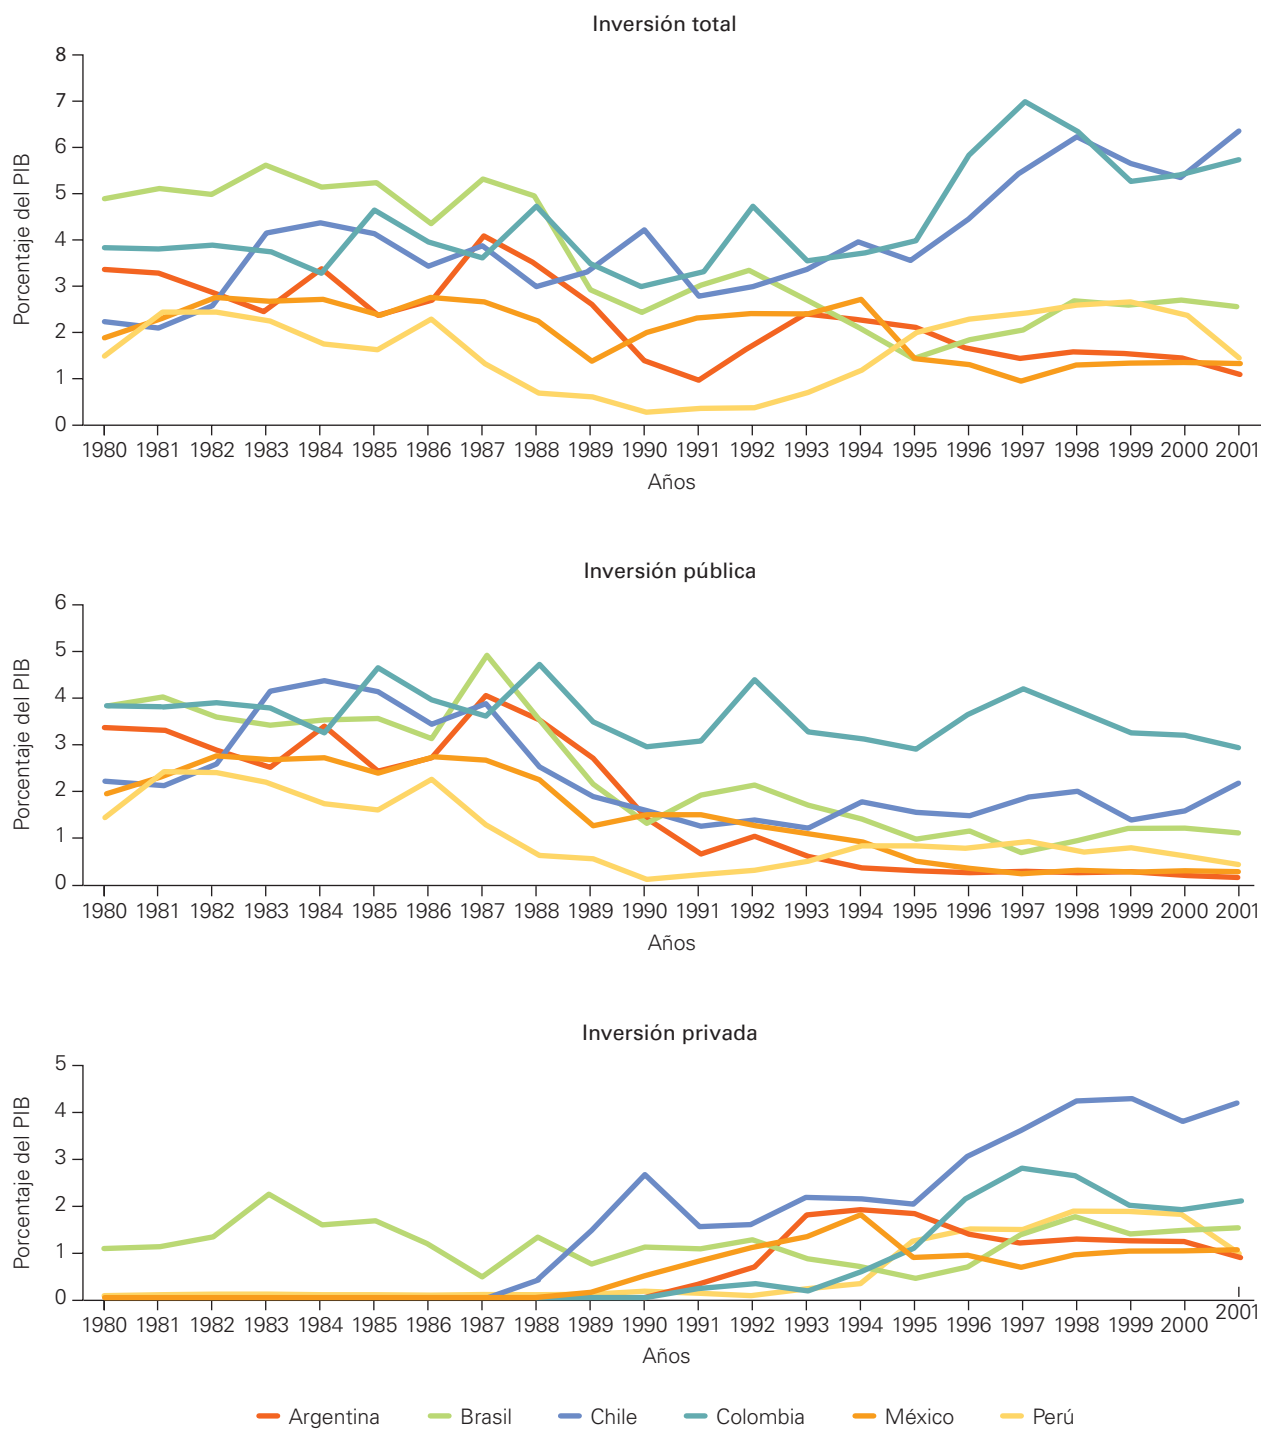 Inversión total
Porcentaje del PIB
8
7
6
5
4
3
2
1
0
1980 1981 1982 1983 1984 1985 1986 1987 1988 1989 1990 1991 1992 1993 1994 1995 1996 1997 1998 1999 2000 2001
Años
Inversión pública
Porcentaje del PIB
6
5
4
3
2
1
0
1980 1981 1982 1983 1984 1985 1986 1987 1988 1989 1990 1991 1992 1993 1994 1995 1996 1997 1998 1999 2000 2001
Años
Inversión privada
Porcentaje del PIB
5
4
3
2
1
0
1980 1981 1982 1983 1984 1985 1986 1987 1988 1989 1990 1991 1992 1993 1994 1995 1996 1997 1998 1999 2000 2001
Años
Argentina Brasil Chile Colombia México Perú